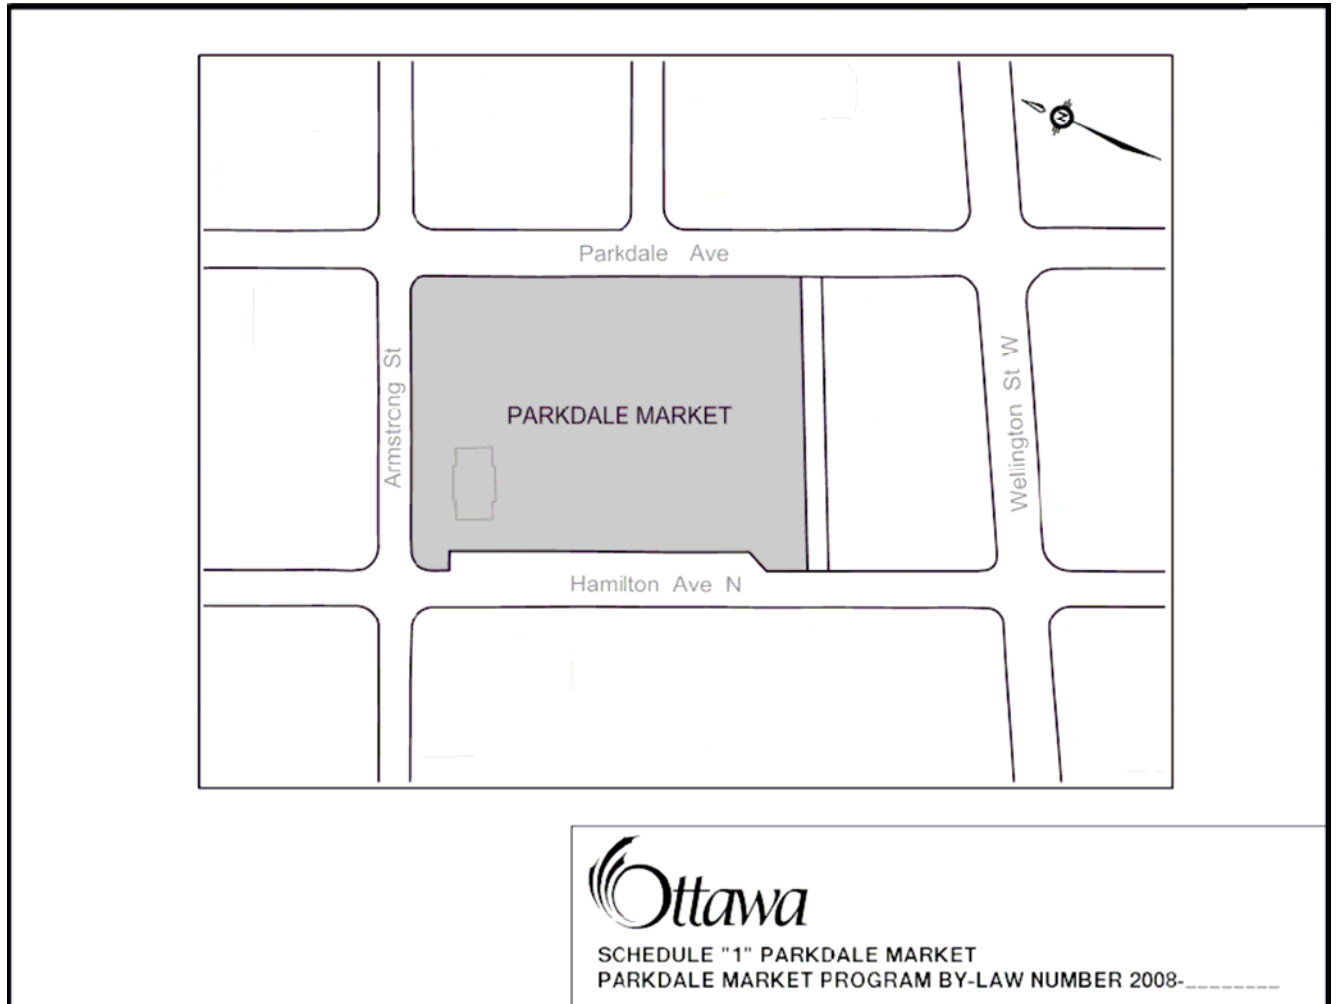 N
Parkdale Ave
Armstrong St
PARKDALE MARKET
Wellington St W
Hamilton Ave N
Ottawa
SCHEDULE "1" PARKDALE MARKET
PARKDALE MARKET PROGRAM BY-LAW NUMBER 2008-________